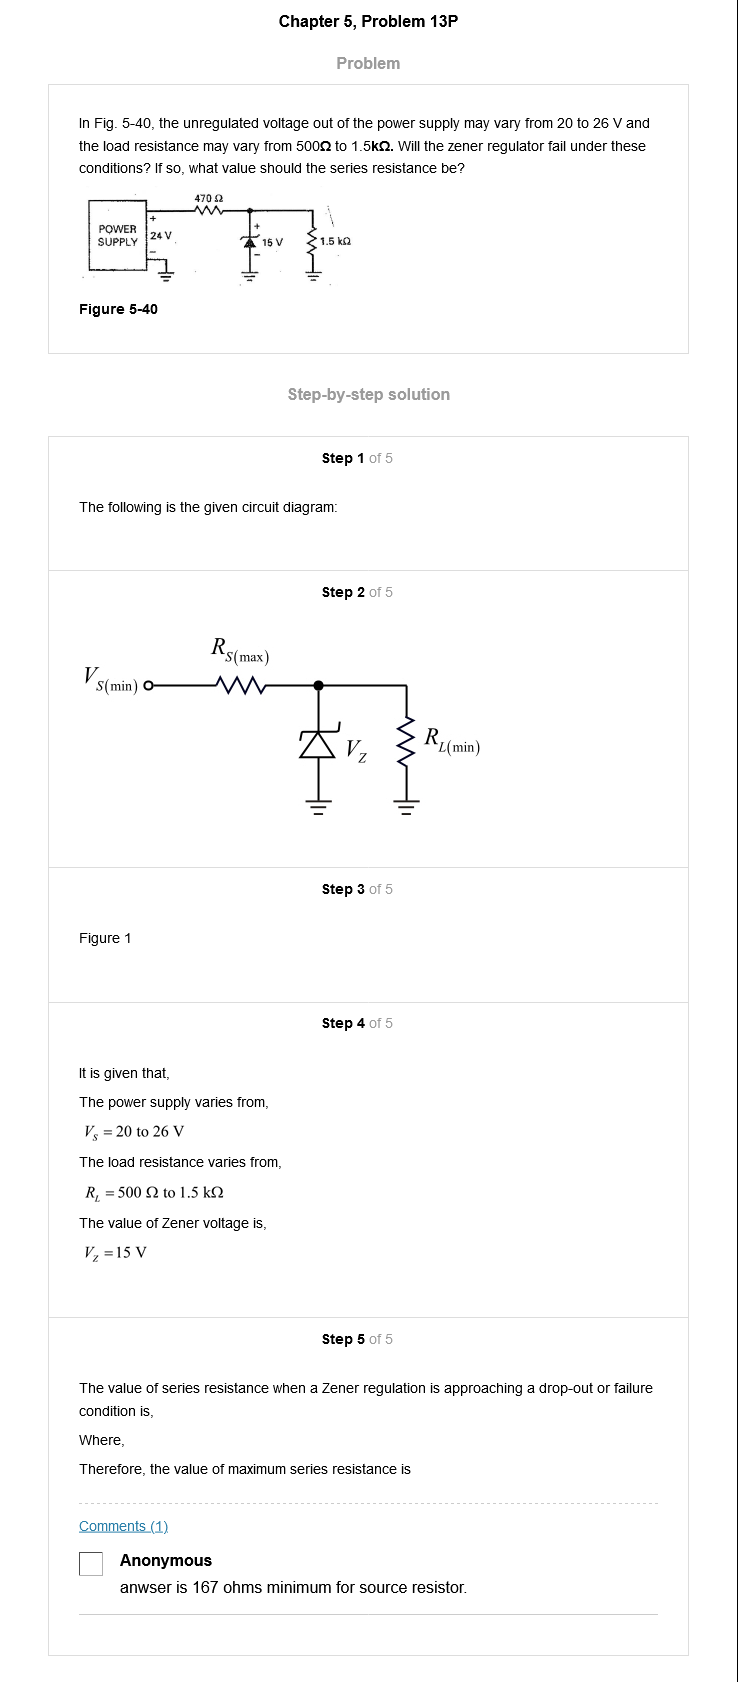 Chapter 5, Problem 13P
Problem
In Fig. 5-40, the unregulated voltage out of the power supply may vary from 20 to 26 V and
the load resistance may vary from 500Ω to 1.5kΩ. Will the zener regulator fail under these
conditions? If so, what value should the series resistance be?
470 Ω
POWER
SUPPLY
+
24 V
−
+
15 V
−
1.5 kΩ
Figure 5-40
Step-by-step solution
Step 1 of 5
The following is the given circuit diagram:
Step 2 of 5
R_S(max)
V_S(min)
V_Z
R_L(min)
Step 3 of 5
Figure 1
Step 4 of 5
It is given that,
The power supply varies from,
V_S = 20 to 26 V
The load resistance varies from,
R_L = 500 Ω to 1.5 kΩ
The value of Zener voltage is,
V_Z = 15 V
Step 5 of 5
The value of series resistance when a Zener regulation is approaching a drop-out or failure
condition is,
Where,
Therefore, the value of maximum series resistance is
Comments (1)
Anonymous
anwser is 167 ohms minimum for source resistor.